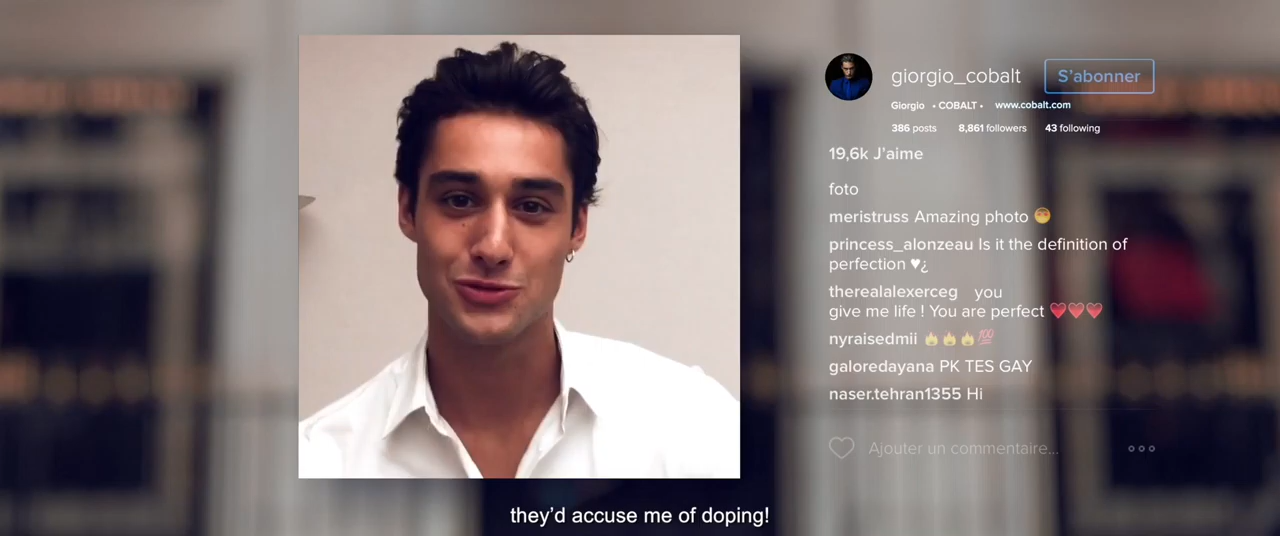 giorgio_cobalt
S'abonner
Giorgio • COBALT • www.cobalt.com
386 posts 8,861 followers 43 following
19,6k J'aime
foto
meristruss Amazing photo
princess_alonzeau Is it the definition of
perfection ♥¿
therealalexerceg you
give me life ! You are perfect ❤❤❤
nyraisedmii 🔥🔥🔥💯
galoredayana PK TES GAY
naser.tehran1355 Hi
Ajouter un commentaire...
they'd accuse me of doping!